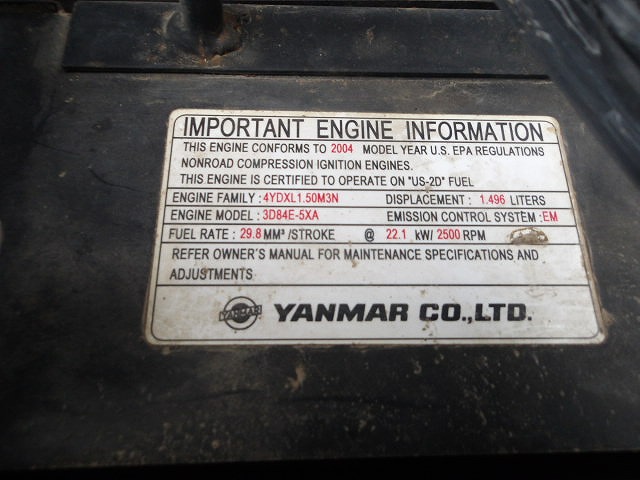 IMPORTANT ENGINE INFORMATION
THIS ENGINE CONFORMS TO 2004 MODEL YEAR U.S. EPA REGULATIONS
NONROAD COMPRESSION IGNITION ENGINES.
THIS ENGINE IS CERTIFIED TO OPERATE ON "US-2D" FUEL
ENGINE FAMILY : 4YDXL1.50M3N DISPLACEMENT : 1.496 LITERS
ENGINE MODEL : 3D84E-5XA EMISSION CONTROL SYSTEM : EM
FUEL RATE : 29.8 MM³/STROKE @ 22.1 kW/ 2500 RPM
REFER OWNER'S MANUAL FOR MAINTENANCE SPECIFICATIONS AND
ADJUSTMENTS
YANMAR YANMAR CO.,LTD.